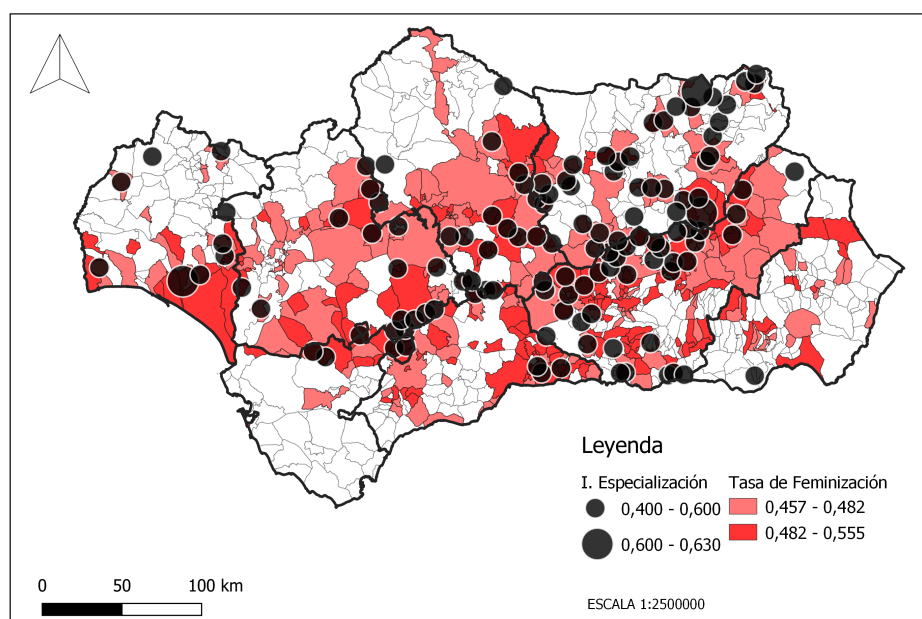 Leyenda
I. Especialización
0,400 - 0,600
0,600 - 0,630
Tasa de Feminización
0,457 - 0,482
0,482 - 0,555
0 50 100 km
ESCALA 1:2500000